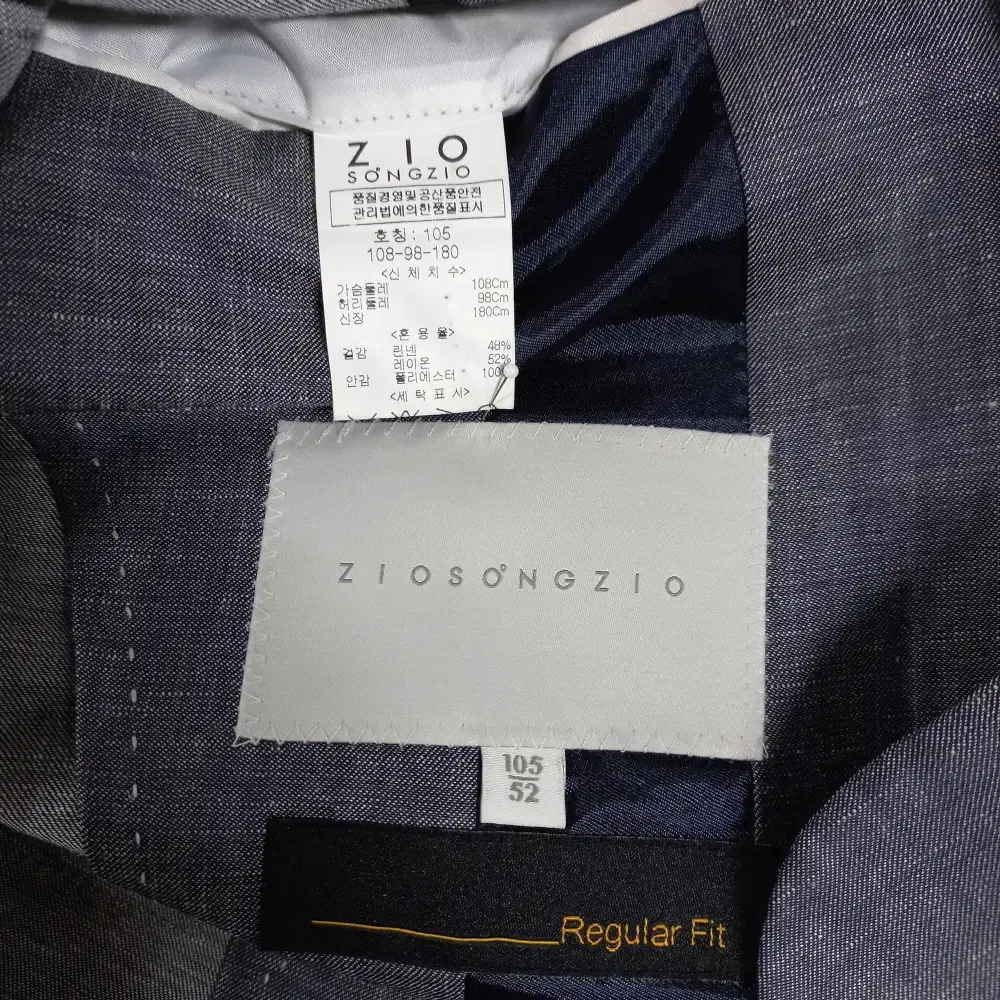 ZIO
SONGZIO
품질경영및공산품안전
관리법에의한품질표시
호칭 : 105
108-98-180
<신 체 치 수>
가슴둘레 108Cm
허리둘레 98Cm
신장 180Cm
<혼 용 율>
겉감 린넨 48%
레이온 52%
안감 폴리에스터 100%
<세 탁 표 시>
ZIOSONGZIO
105
52
Regular Fit